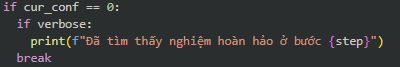 if cur_conf == 0:
if verbose:
print(f"Đã tìm thấy nghiệm hoàn hảo ở bước {step}")
break